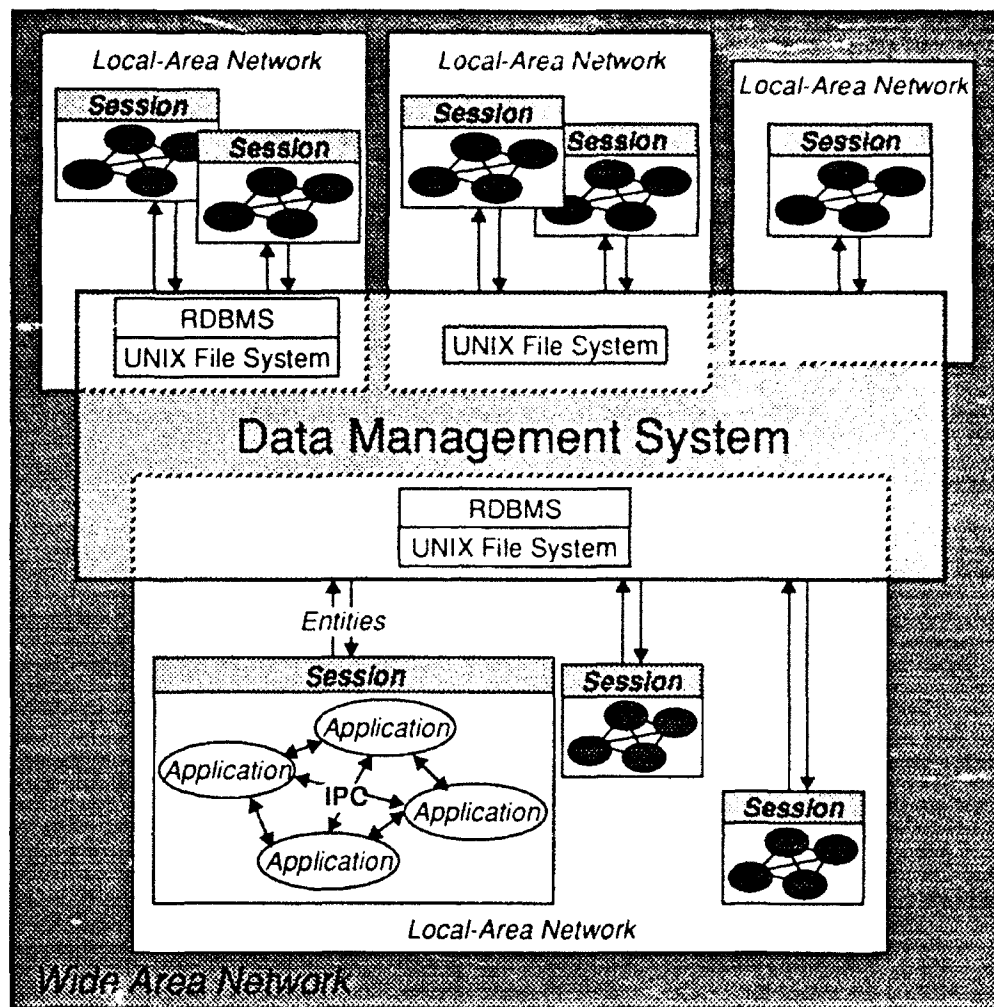 Local-Area Network
Local-Area Network
Local-Area Network
Session
Session
Session
Session
Session
RDBMS
UNIX File System
UNIX File System
Data Management System
RDBMS
UNIX File System
Entities
Session
Application
Application
IPC
Application
Application
Session
Session
Local-Area Network
Wide Area Network